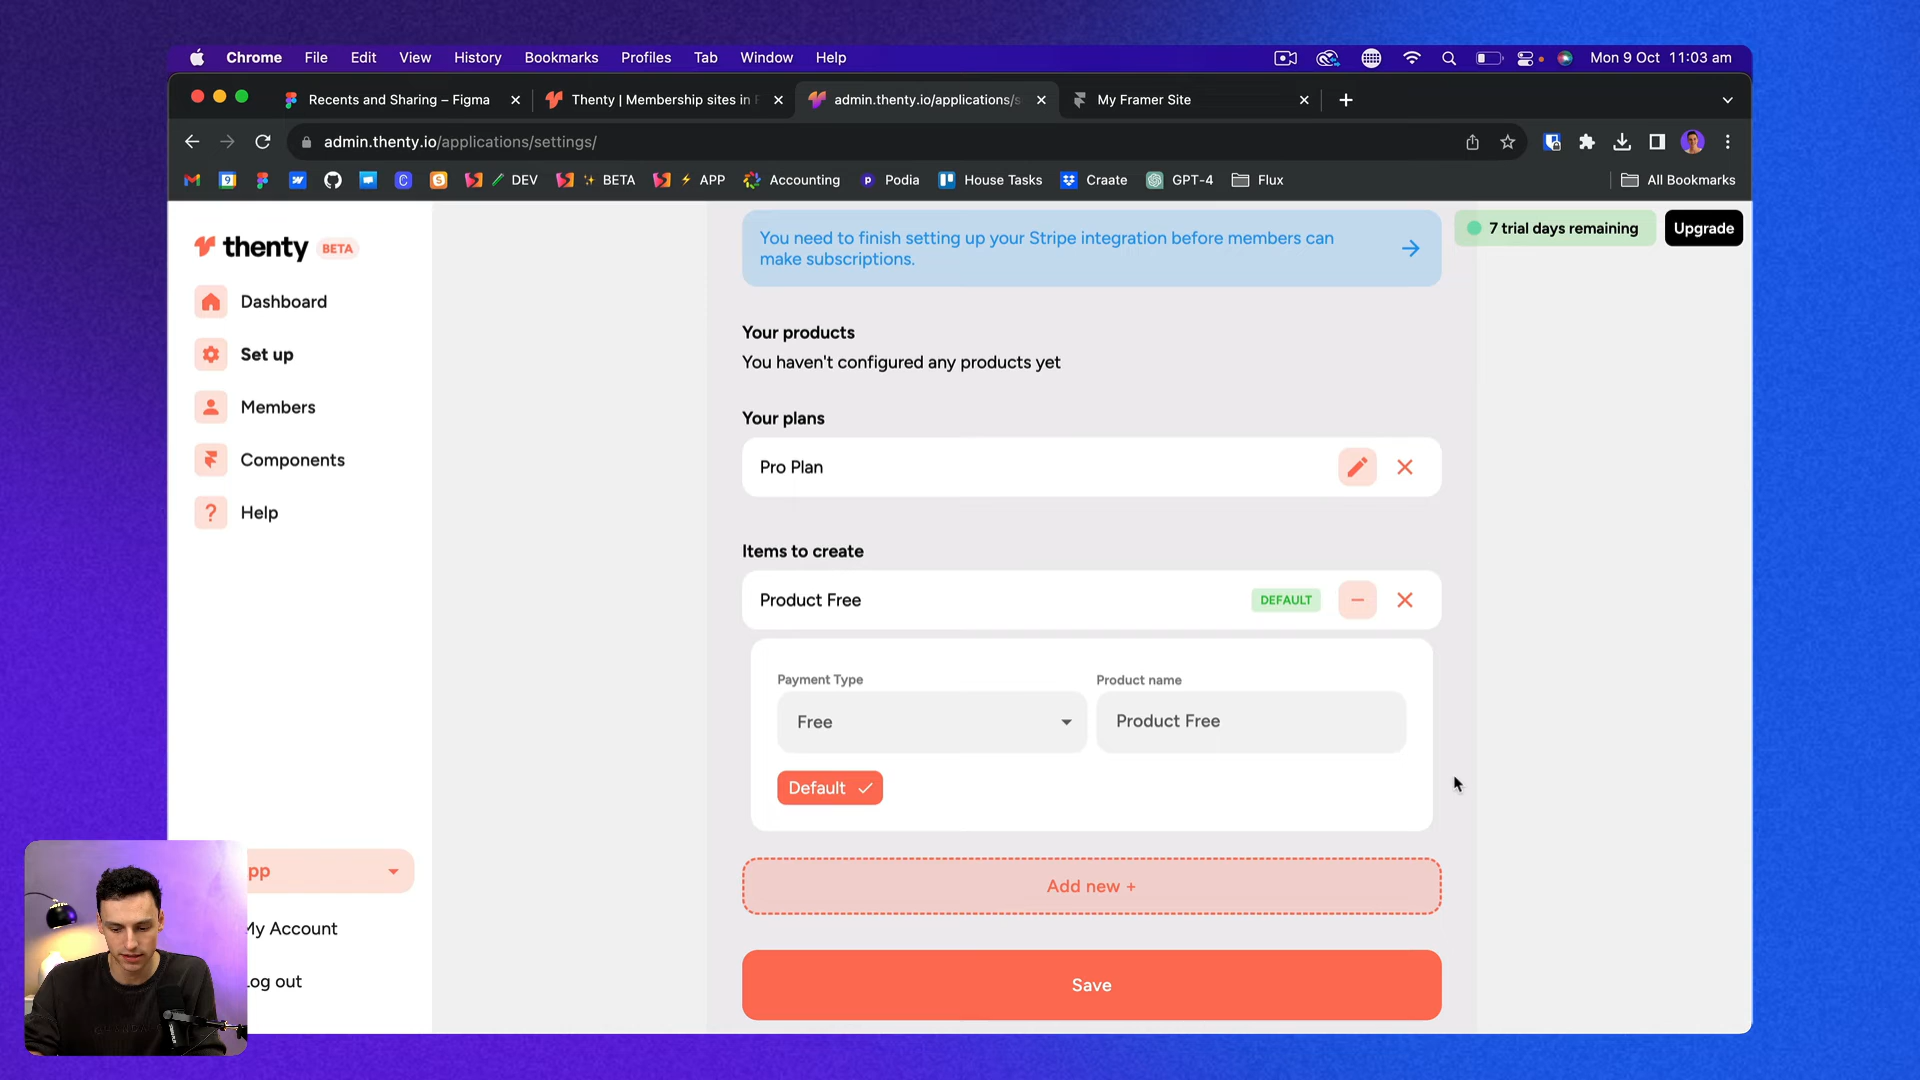 Chrome File Edit View History Bookmarks Profiles Tab Window Help Mon 9 Oct 11:03 am
Recents and Sharing – Figma Thenty | Membership sites in F admin.thenty.io/applications/s My Framer Site
admin.thenty.io/applications/settings/
DEV BETA APP Accounting Podia House Tasks Craate GPT-4 Flux All Bookmarks
thenty BETA
Dashboard
Set up
Members
Components
Help
pp
My Account
Log out
7 trial days remaining Upgrade
You need to finish setting up your Stripe integration before members can
make subscriptions.
Your products
You haven't configured any products yet
Your plans
Pro Plan
Items to create
Product Free DEFAULT
Payment Type Product name
Free Product Free
Default
Add new +
Save